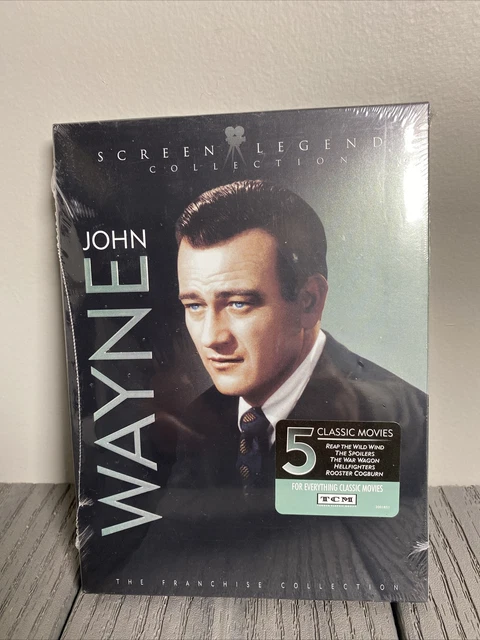 SCREEN LEGEND
COLLECTION
JOHN
WAYNE
5 CLASSIC MOVIES
REAP THE WILD WIND
THE SPOILERS
THE WAR WAGON
HELLFIGHTERS
ROOSTER COGBURN
FOR EVERYTHING CLASSIC MOVIES
TCM
THE FRANCHISE COLLECTION